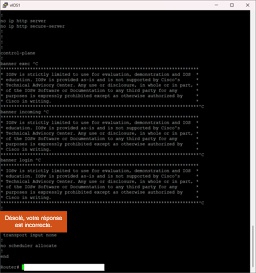 vIOS1
no ip http server
no ip http secure-server
!
!
!
control-plane
!
banner exec ^C
**************************************************************************
* IOSv is strictly limited to use for evaluation, demonstration and IOS *
* education. IOSv is provided as-is and is not supported by Cisco's *
* Technical Advisory Center. Any use or disclosure, in whole or in part, *
* of the IOSv Software or Documentation to any third party for any *
* purposes is expressly prohibited except as otherwise authorized by *
* Cisco in writing. *
**************************************************************************^C
banner incoming ^C
**************************************************************************
* IOSv is strictly limited to use for evaluation, demonstration and IOS *
* education. IOSv is provided as-is and is not supported by Cisco's *
* Technical Advisory Center. Any use or disclosure, in whole or in part, *
* of the IOSv Software or Documentation to any third party for any *
* purposes is expressly prohibited except as otherwise authorized by *
* Cisco in writing. *
**************************************************************************^C
banner login ^C
**************************************************************************
* IOSv is strictly limited to use for evaluation, demonstration and IOS *
* education. IOSv is provided as-is and is not supported by Cisco's *
* Technical Advisory Center. Any use or disclosure, in whole or in part, *
* of the IOSv Software or Documentation to any third party for any *
* purposes is expressly prohibited except as otherwise authorized by *
* Cisco in writing. *
**************************************************************************^C
Désolé, votre réponse
est incorrecte.
transport input none
!
no scheduler allocate
!
end
Router#